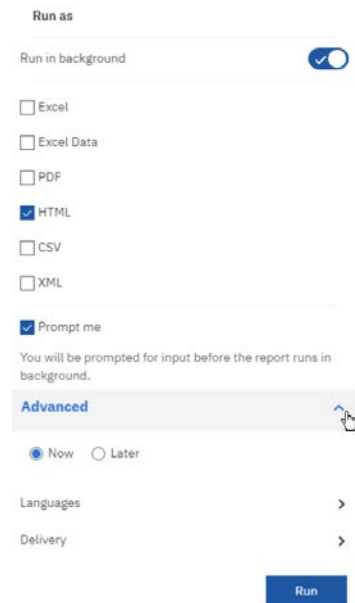 Run as
Run in background
Excel
Excel Data
PDF
HTML
CSV
XML
Prompt me
You will be prompted for input before the report runs in
background.
Advanced
Now Later
Languages
Delivery
Run